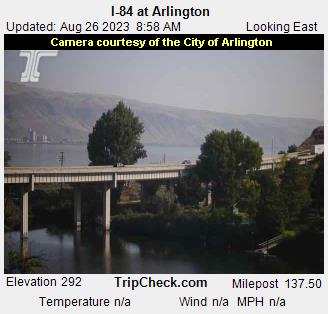 I-84 at Arlington
Updated: Aug 26 2023 8:58 AM Looking East
Camera courtesy of the City of Arlington
Elevation 292 TripCheck.com Milepost 137.50
Temperature n/a Wind n/a MPH n/a